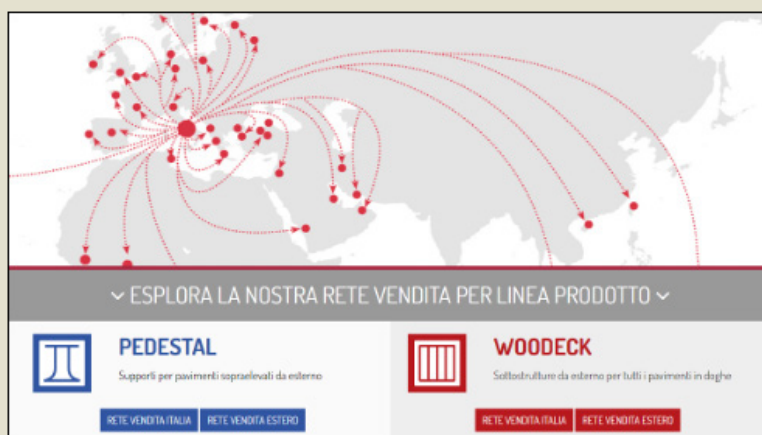 ESPLORA LA NOSTRA RETE VENDITA PER LINEA PRODOTTO
PEDESTAL
Supporti per pavimenti sopraelevati da esterno
RETE VENDITA ITALIA RETE VENDITA ESTERO
WOODECK
Sottostrutture da esterno per tutti i pavimenti in doghe
RETE VENDITA ITALIA RETE VENDITA ESTERO